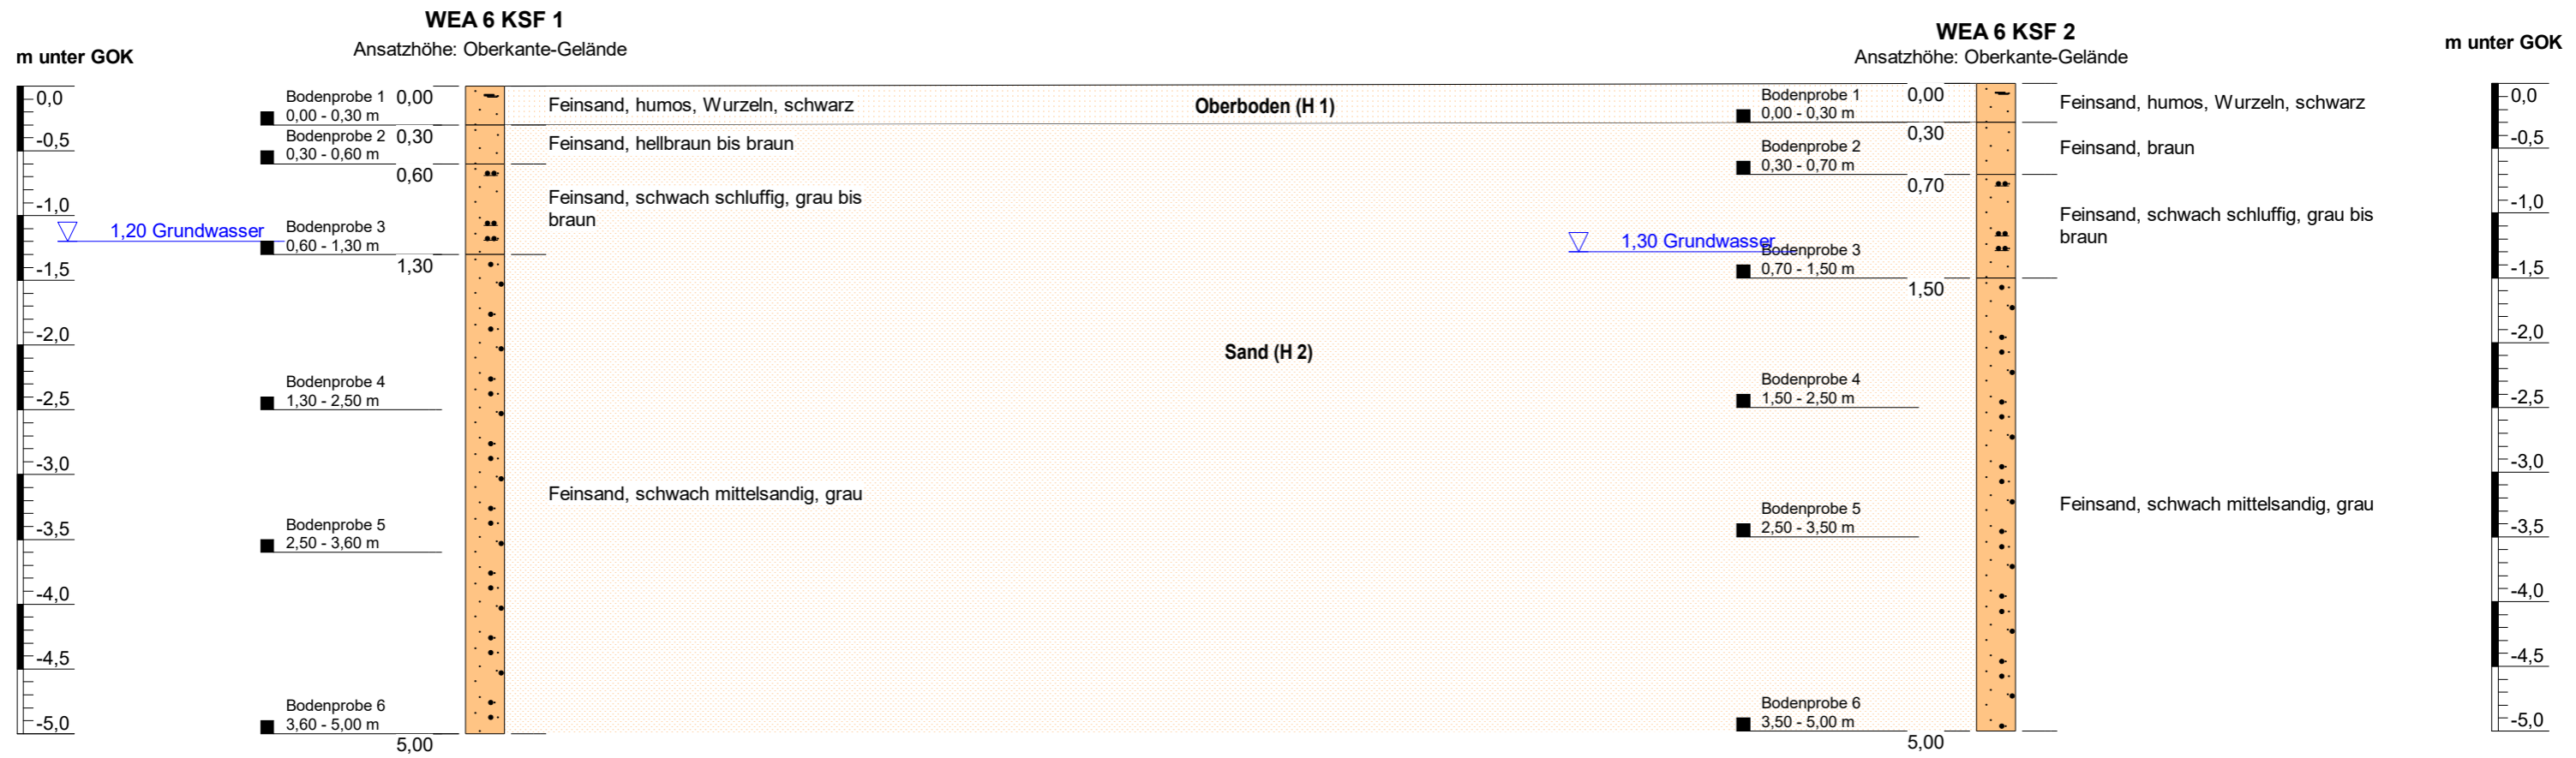 WEA 6 KSF 1
Ansatzhöhe: Oberkante-Gelände
m unter GOK
0,0
-0,5
-1,0
-1,5
-2,0
-2,5
-3,0
-3,5
-4,0
-4,5
-5,0
1,20 Grundwasser
Bodenprobe 1
0,00 - 0,30 m
Bodenprobe 2
0,30 - 0,60 m
Bodenprobe 3
0,60 - 1,30 m
Bodenprobe 4
1,30 - 2,50 m
Bodenprobe 5
2,50 - 3,60 m
Bodenprobe 6
3,60 - 5,00 m
0,00
0,30
0,60
1,30
5,00
Feinsand, humos, Wurzeln, schwarz
Feinsand, hellbraun bis braun
Feinsand, schwach schluffig, grau bis
braun
Feinsand, schwach mittelsandig, grau
Oberboden (H 1)
Sand (H 2)
WEA 6 KSF 2
Ansatzhöhe: Oberkante-Gelände
1,30 Grundwasser
Bodenprobe 1
0,00 - 0,30 m
Bodenprobe 2
0,30 - 0,70 m
Bodenprobe 3
0,70 - 1,50 m
Bodenprobe 4
1,50 - 2,50 m
Bodenprobe 5
2,50 - 3,50 m
Bodenprobe 6
3,50 - 5,00 m
0,00
0,30
0,70
1,50
5,00
Feinsand, humos, Wurzeln, schwarz
Feinsand, braun
Feinsand, schwach schluffig, grau bis
braun
Feinsand, schwach mittelsandig, grau
m unter GOK
0,0
-0,5
-1,0
-1,5
-2,0
-2,5
-3,0
-3,5
-4,0
-4,5
-5,0